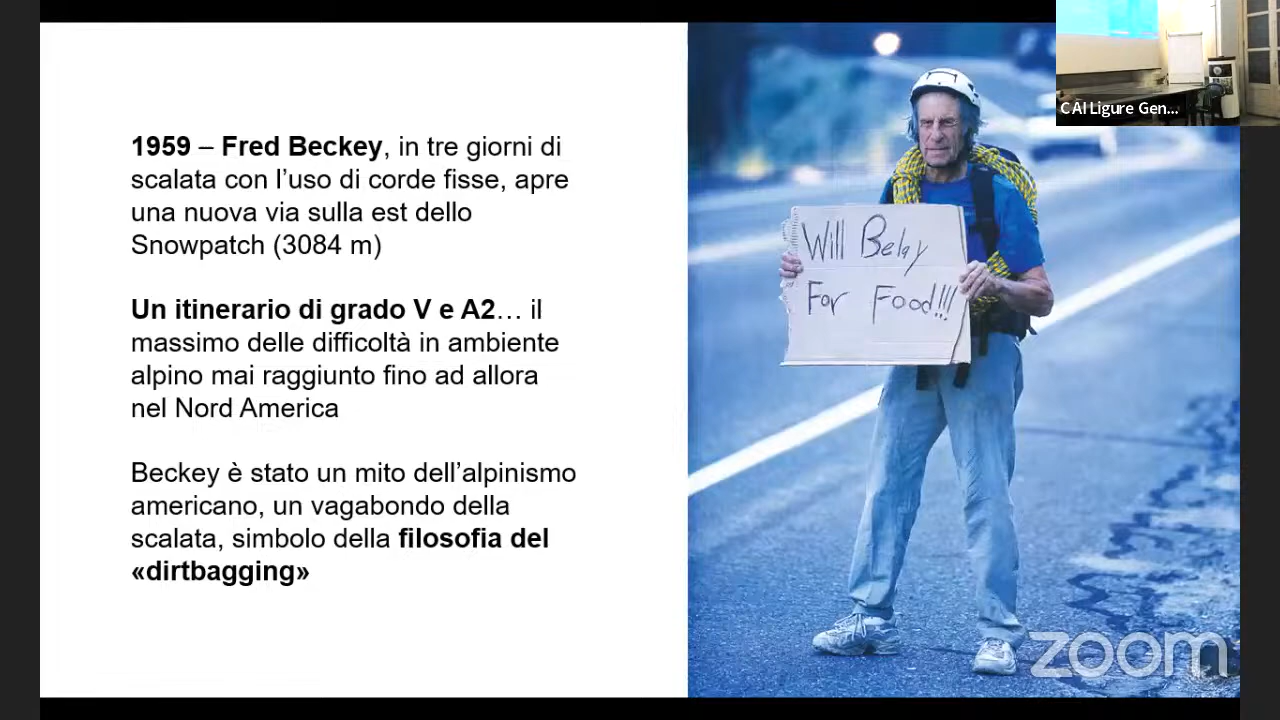 1959 – Fred Beckey, in tre giorni di
scalata con l’uso di corde fisse, apre
una nuova via sulla est dello
Snowpatch (3084 m)
Un itinerario di grado V e A2… il
massimo delle difficoltà in ambiente
alpino mai raggiunto fino ad allora
nel Nord America
Beckey è stato un mito dell’alpinismo
americano, un vagabondo della
scalata, simbolo della filosofia del
«dirtbagging»
Will Belay
For Food!!!
CAI Ligure Gen...
zoom